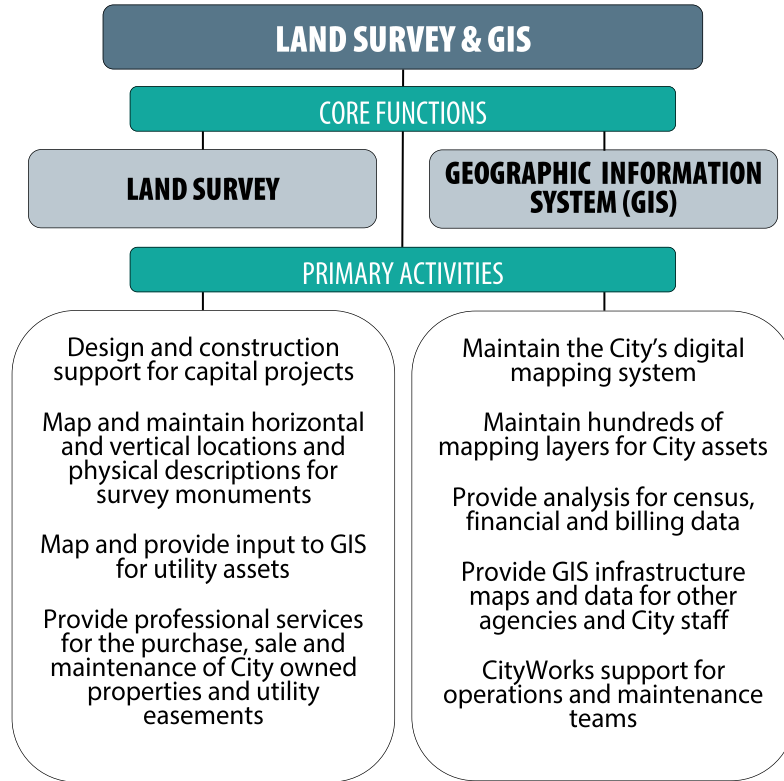 LAND SURVEY & GIS
CORE FUNCTIONS
LAND SURVEY
GEOGRAPHIC INFORMATION
SYSTEM (GIS)
PRIMARY ACTIVITIES
Design and construction
support for capital projects
Map and maintain horizontal
and vertical locations and
physical descriptions for
survey monuments
Map and provide input to GIS
for utility assets
Provide professional services
for the purchase, sale and
maintenance of City owned
properties and utility
easements
Maintain the City’s digital
mapping system
Maintain hundreds of
mapping layers for City assets
Provide analysis for census,
financial and billing data
Provide GIS infrastructure
maps and data for other
agencies and City staff
CityWorks support for
operations and maintenance
teams